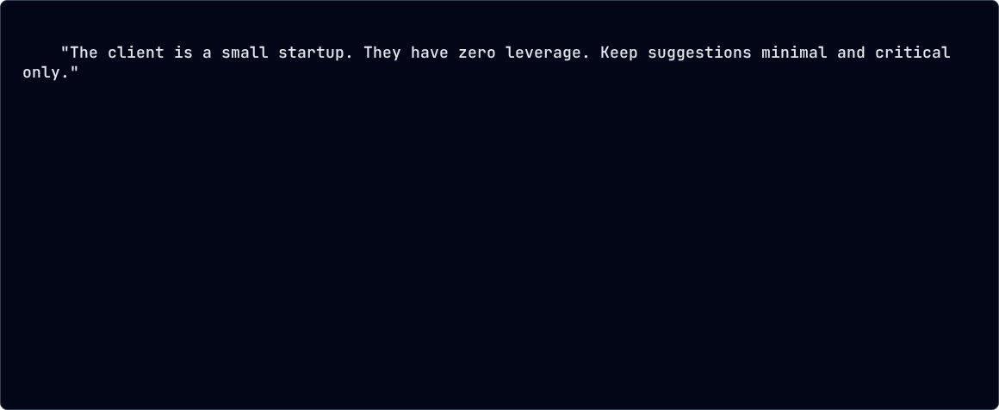 "The client is a small startup. They have zero leverage. Keep suggestions minimal and critical
only."